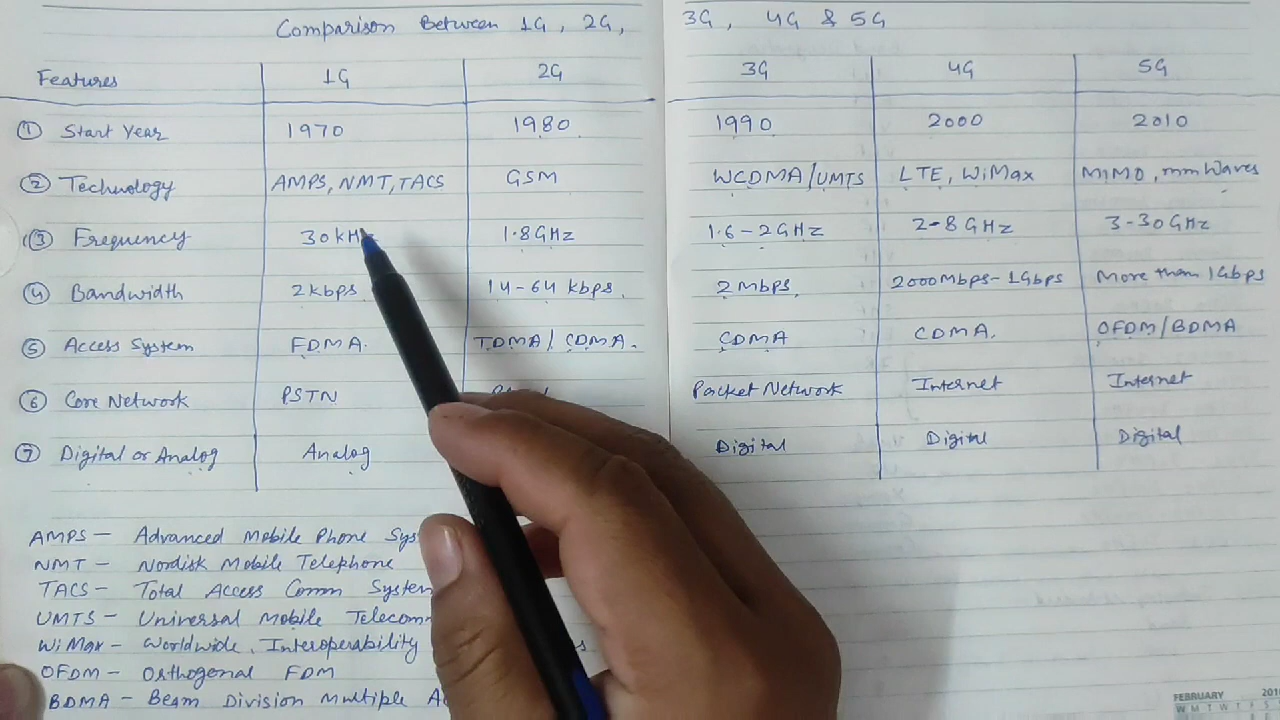 Comparison Between 1G, 2G, 3G, 4G & 5G
Features 1G 2G 3G 4G 5G
① Start Year 1970 1980 1990 2000 2010
② Technology AMPS, NMT, TACS GSM WCDMA/UMTS LTE, WiMax MIMO, mmWaves
③ Frequency 30 kHz 1.8GHz 1.6-2GHz 2-8GHz 3-30GHz
④ Bandwidth 2kbps 14-64 kbps 2Mbps 2000Mbps-1Gbps More than 1Gbps
⑤ Access System FDMA. TDMA/CDMA. CDMA CDMA. OFDM/BDMA
⑥ Core Network PSTN Packet Network Internet Internet
⑦ Digital or Analog Analog Digital Digital Digital
AMPS - Advanced Mobile Phone
NMT - Nordisk Mobile Telephone
TACS - Total Access Comm System
UMTS - Universal Mobile
WiMax - Worldwide, Interoperability
OFDM - Orthogenal FDM
BDMA - Beam Division Multiple
FEBRUARY
W M T W T F S